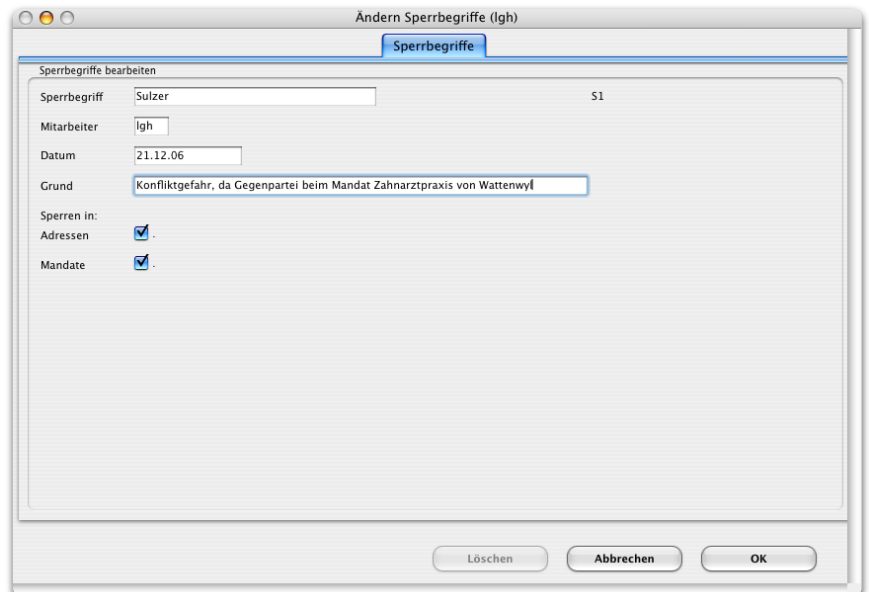 Ändern Sperrbegriffe (lgh)
Sperrbegriffe
Sperrbegriffe bearbeiten
Sperrbegriff Sulzer S1
Mitarbeiter lgh
Datum 21.12.06
Grund Konfliktgefahr, da Gegenpartei beim Mandat Zahnarztpraxis von Wattenwyl
Sperren in:
Adressen .
Mandate .
Löschen Abbrechen OK